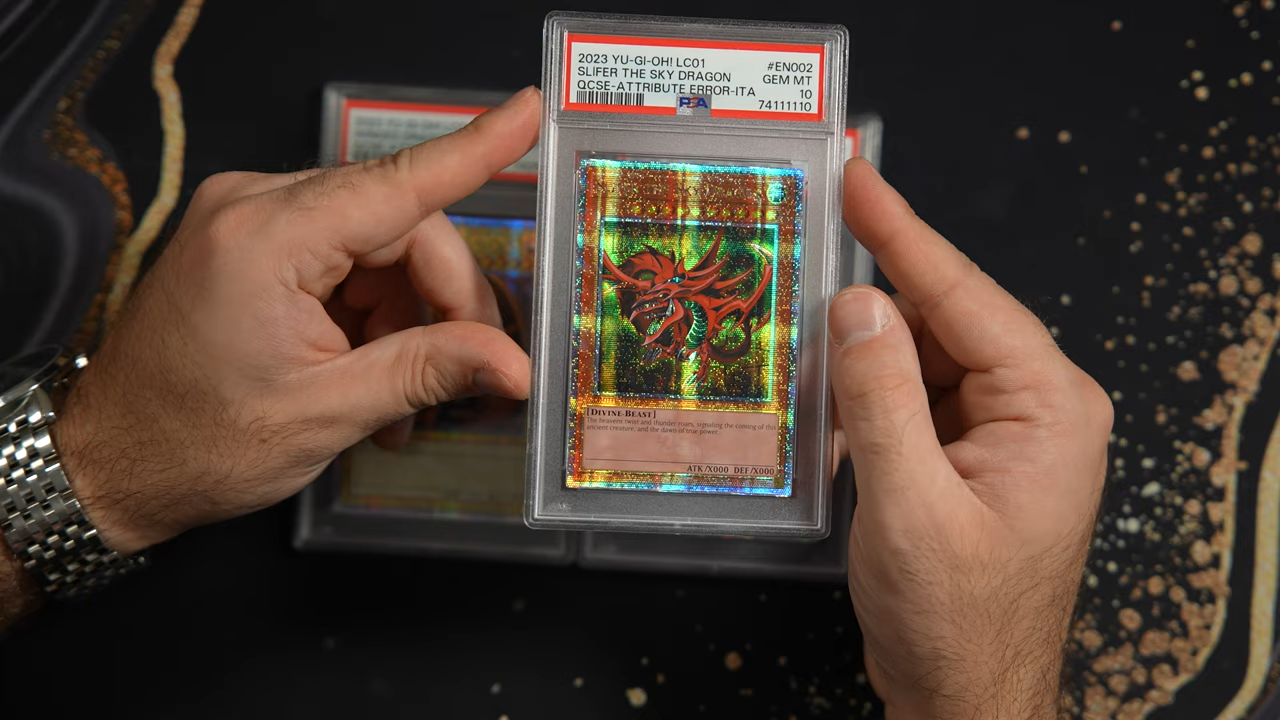 2023 YU-GI-OH! LC01 #EN002
SLIFER THE SKY DRAGON GEM MT
QCSE-ATTRIBUTE ERROR-ITA 10
PSA 74111110
[DIVINE-BEAST]
The heavens twist and thunder roars, signaling the coming of this
ancient creature, and the dawn of true power.
ATK/X000 DEF/X000